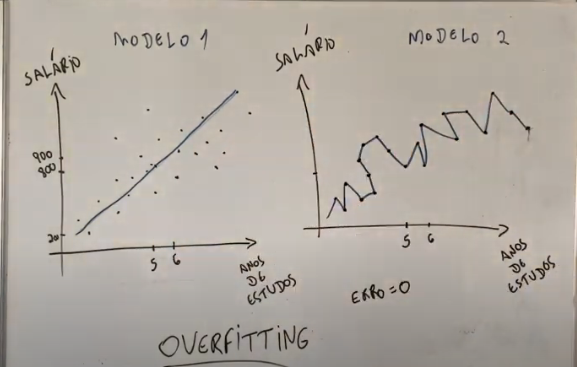 MODELO 1
SALÁRIO
900
800
20
5 6
ANOS
DE
ESTUDOS
MODELO 2
SALÁRIO
5 6
ANOS
DE
ESTUDOS
ERRO=0
OVERFITTING